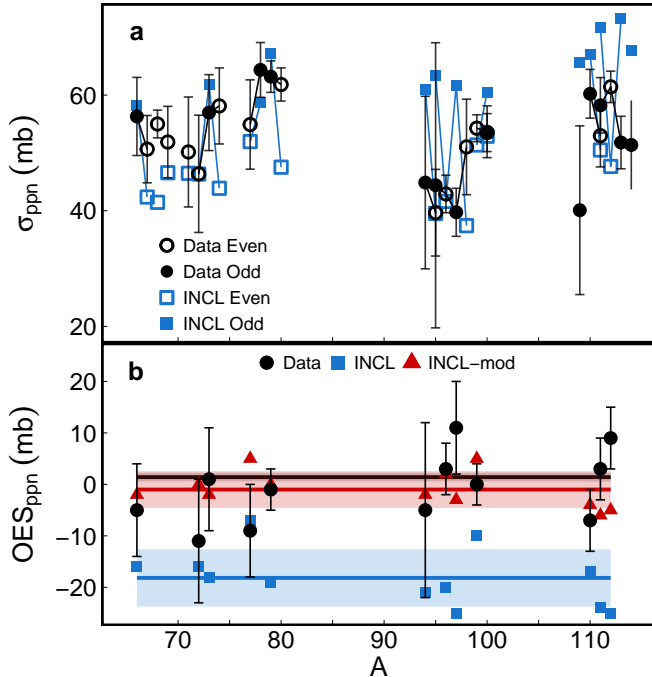 a
60
40
20
σppn (mb)
Data Even
Data Odd
INCL Even
INCL Odd
b
Data INCL INCL−mod
20
10
0
−10
−20
OESppn (mb)
70 80 90 100 110
A